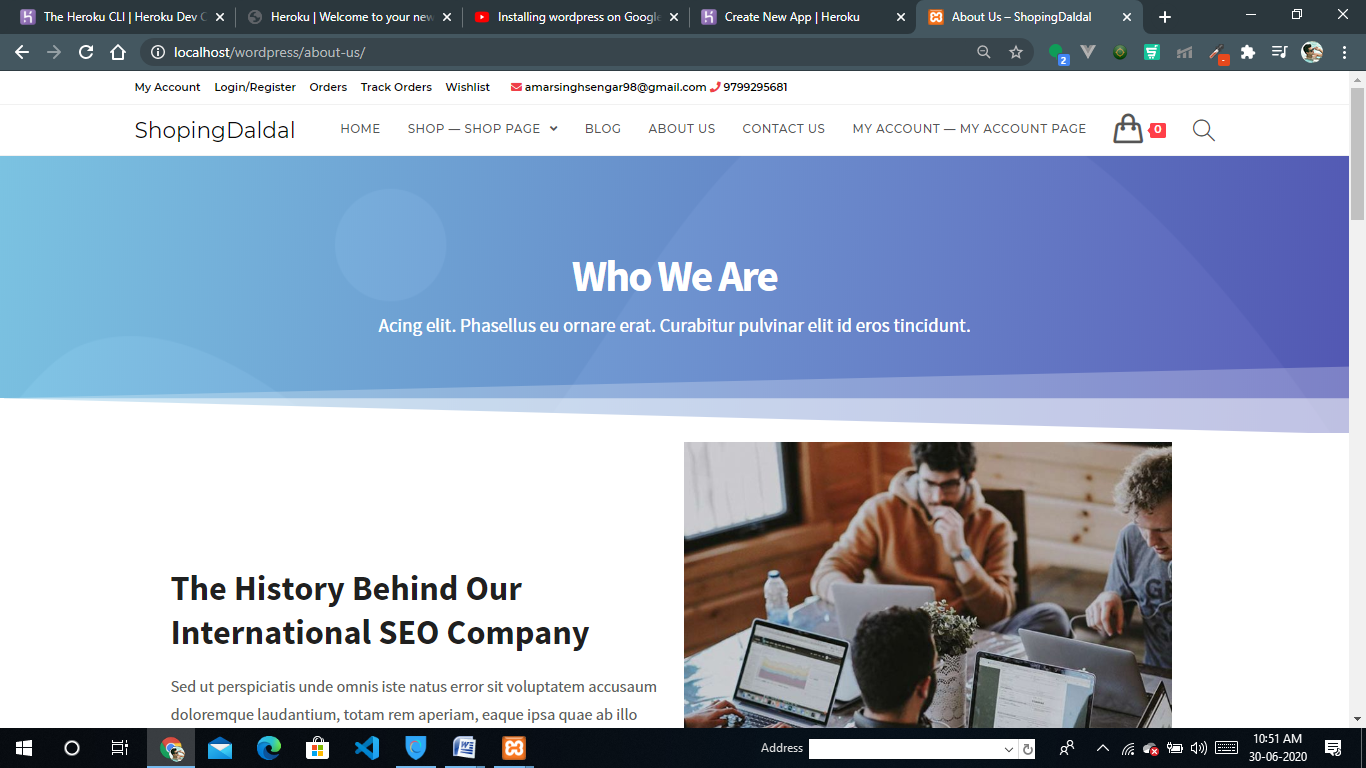 The Heroku CLI | Heroku Dev C
Heroku | Welcome to your new
Installing wordpress on Google
Create New App | Heroku
About Us – ShopingDaldal
localhost/wordpress/about-us/
2
-
My Account Login/Register Orders Track Orders Wishlist amarsinghsengar98@gmail.com 9799295681
ShopingDaldal
HOME SHOP — SHOP PAGE BLOG ABOUT US CONTACT US MY ACCOUNT — MY ACCOUNT PAGE 0
Who We Are
Acing elit. Phasellus eu ornare erat. Curabitur pulvinar elit id eros tincidunt.
The History Behind Our
International SEO Company
Sed ut perspiciatis unde omnis iste natus error sit voluptatem accusaum
doloremque laudantium, totam rem aperiam, eaque ipsa quae ab illo
Address
10:51 AM
30-06-2020